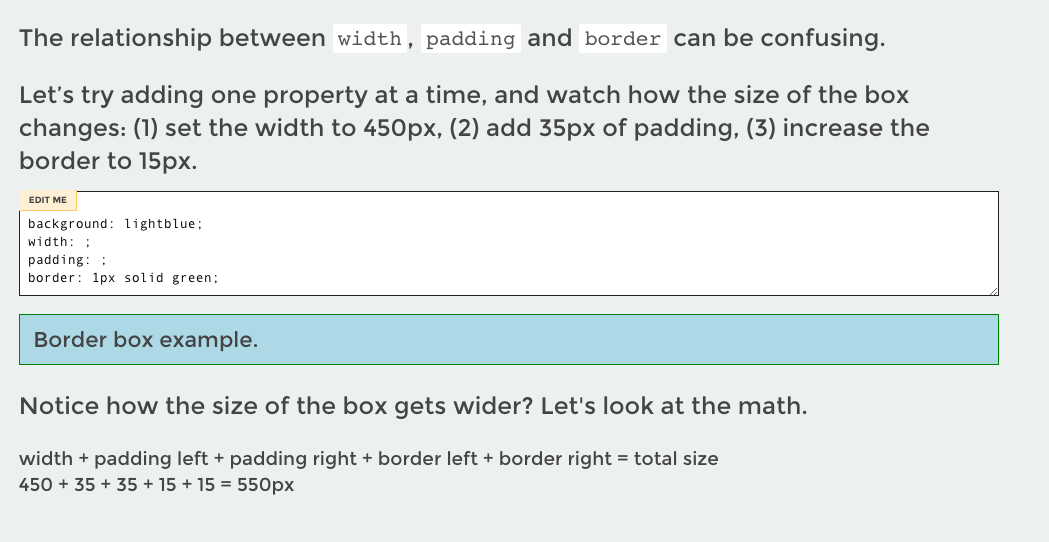 The relationship between width, padding and border can be confusing.
Let’s try adding one property at a time, and watch how the size of the box
changes: (1) set the width to 450px, (2) add 35px of padding, (3) increase the
border to 15px.
EDIT ME
background: lightblue;
width: ;
padding: ;
border: 1px solid green;
Border box example.
Notice how the size of the box gets wider? Let's look at the math.
width + padding left + padding right + border left + border right = total size
450 + 35 + 35 + 15 + 15 = 550px